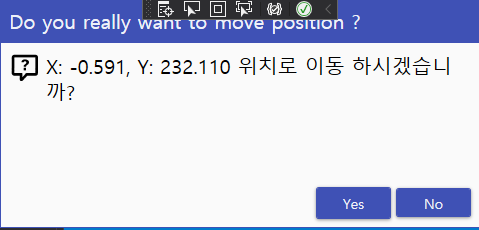 Do you really want to move position ?
X: -0.591, Y: 232.110 위치로 이동 하시겠습니
까?
Yes
No